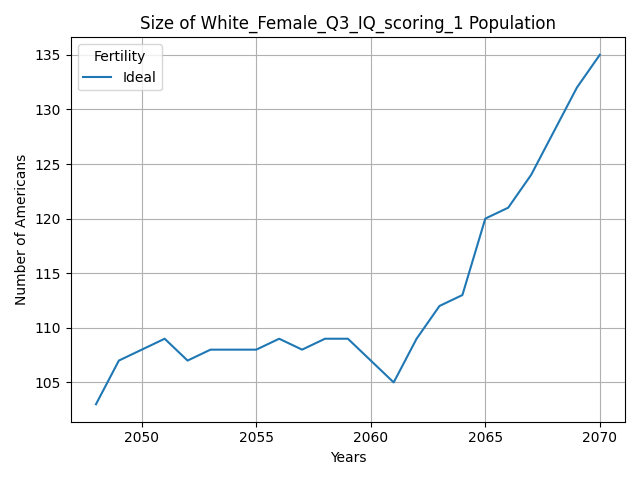 Size of White_Female_Q3_IQ_scoring_1 Population
Fertility
Ideal
135
130
125
120
115
110
105
Number of Americans
2050
2055
2060
2065
2070
Years